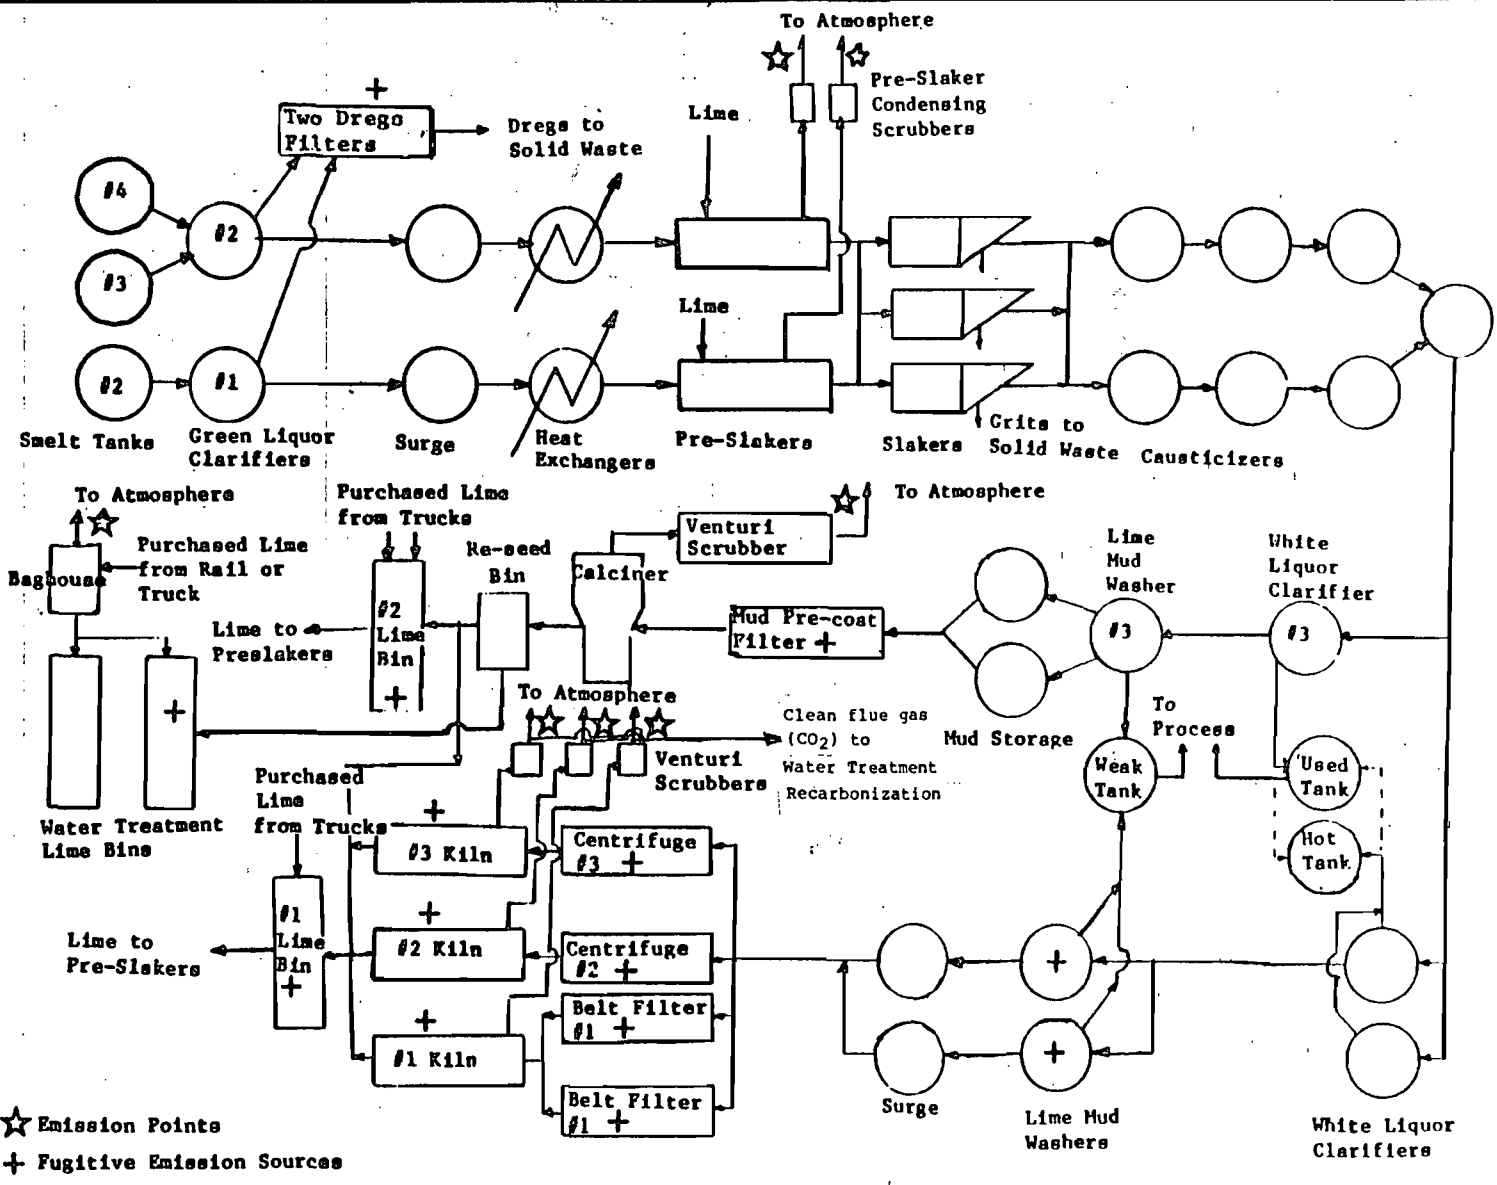 To Atmosphere
Pre-Slaker
Condensing
Scrubbers
Two Drego
Filters
Dregs to
Solid Waste
Lime
#4
#2
#3
Lime
#2
#1
Smelt Tanks
Green Liquor
Clarifiers
Surge
Heat
Exchangers
Pre-Slakers
Slakers
Grits to
Solid Waste
Causticizers
To Atmosphere
Purchased Lime
from Trucks
To Atmosphere
Venturi
Scrubber
Purchased Lime
from Rail or
Truck
Baghouse
Re-seed
Bin
Calciner
Lime
Mud
Washer
White
Liquor
Clarifier
#2
Lime
Bin
Lime to
Preslakers
Mud Pre-coat
Filter
#3
#3
To Atmosphere
Clean flue gas
(CO2) to
Water Treatment
Recarbonization
Mud Storage
To
Process
Venturi
Scrubbers
Weak
Tank
Used
Tank
Hot
Tank
Purchased
Lime
from Trucks
Water Treatment
Lime Bins
#3 Kiln
Centrifuge
#3
#1
Lime
Bin
Lime to
Pre-Slakers
#2 Kiln
Centrifuge
#2
Belt Filter
#1
#1 Kiln
Belt Filter
#1
Surge
Lime Mud
Washers
White Liquor
Clarifiers
Emission Points
Fugitive Emission Sources